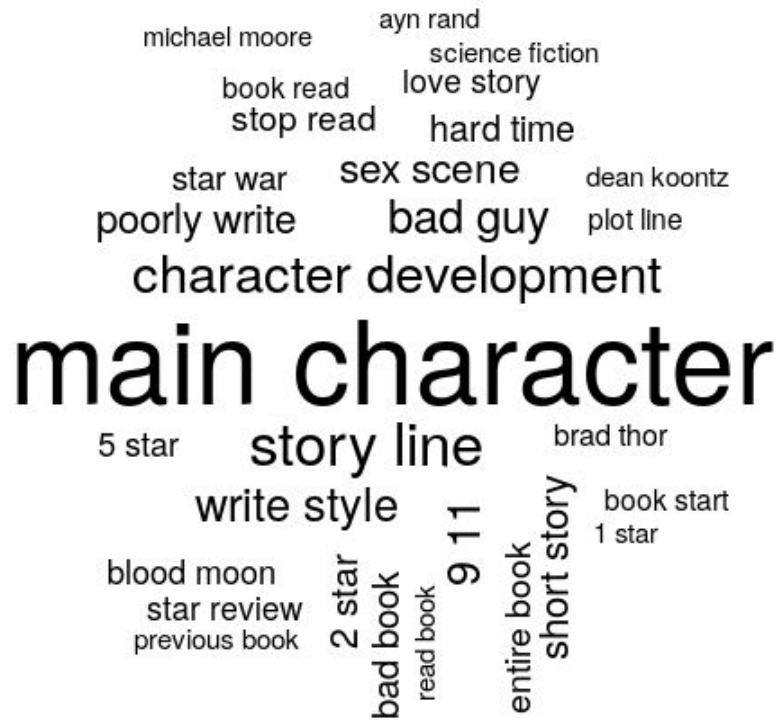 ayn rand
michael moore
science fiction
book read
love story
stop read
hard time
star war
sex scene
dean koontz
poorly write
bad guy
plot line
character development
main character
5 star
story line
brad thor
write style
9 11
short story
book start
1 star
entire book
blood moon
2 star
bad book
read book
star review
previous book